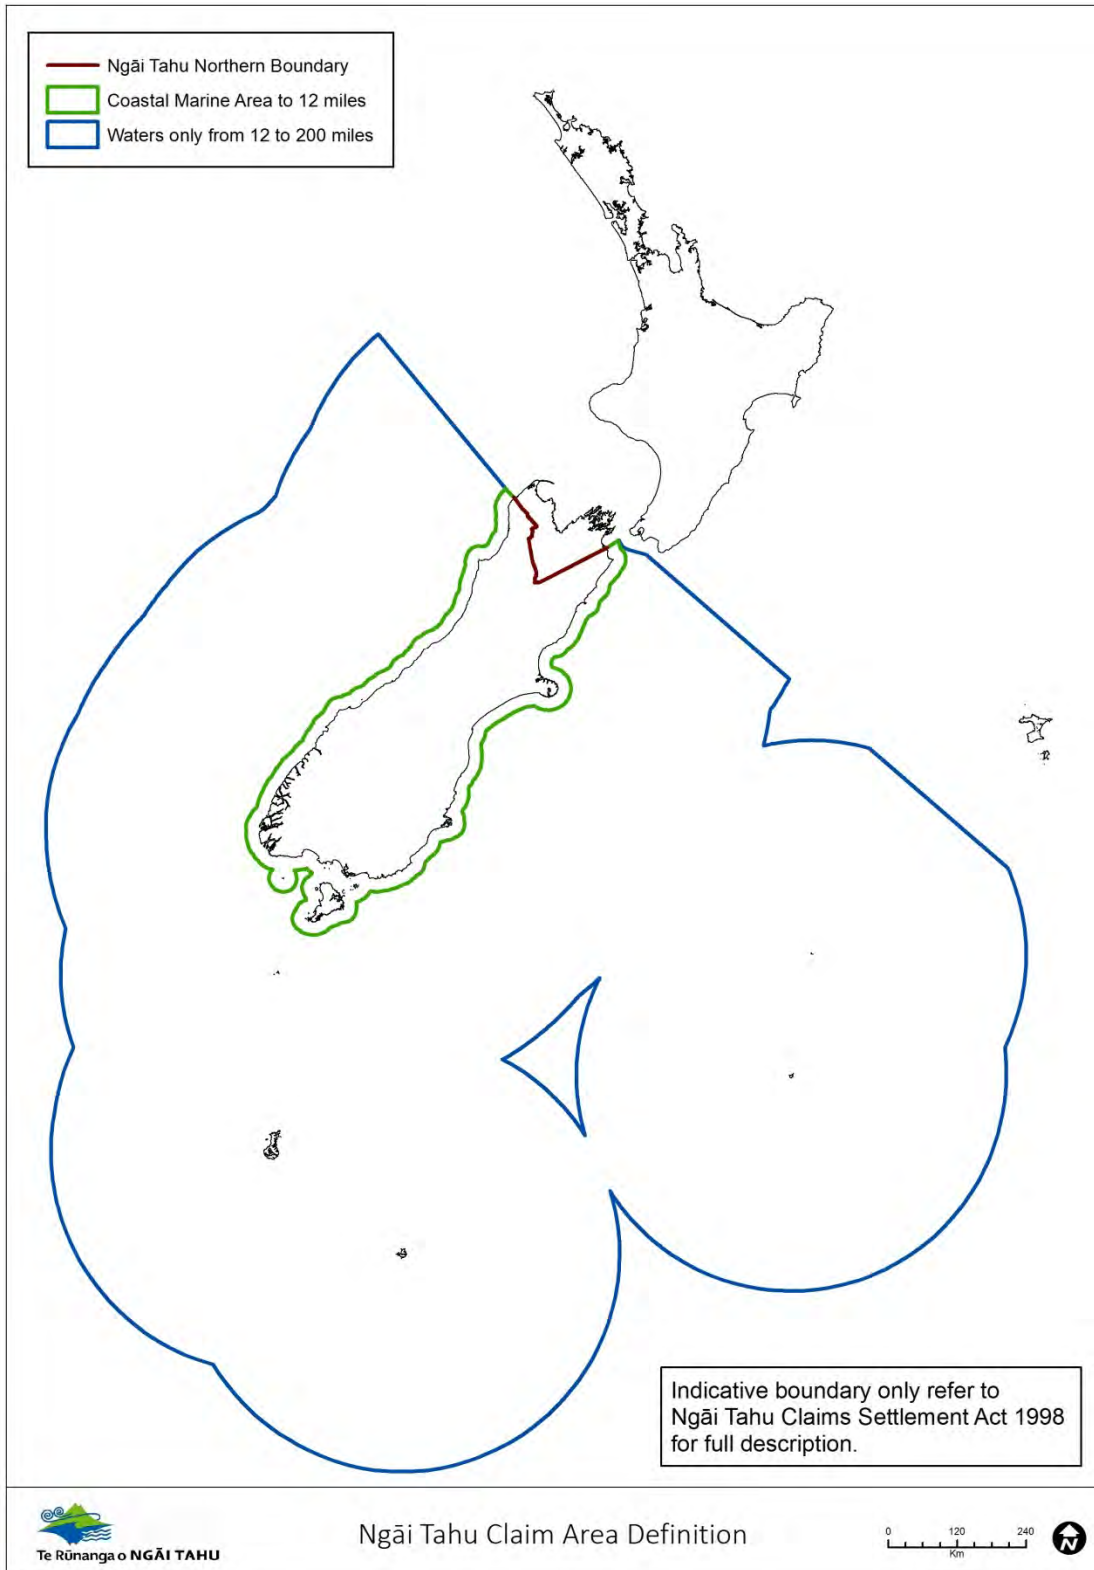 Ngāi Tahu Northern Boundary
Coastal Marine Area to 12 miles
Waters only from 12 to 200 miles
Indicative boundary only refer to
Ngāi Tahu Claims Settlement Act 1998
for full description.
Te Rūnanga o NGĀI TAHU
Ngāi Tahu Claim Area Definition
0 120 240
Km
N